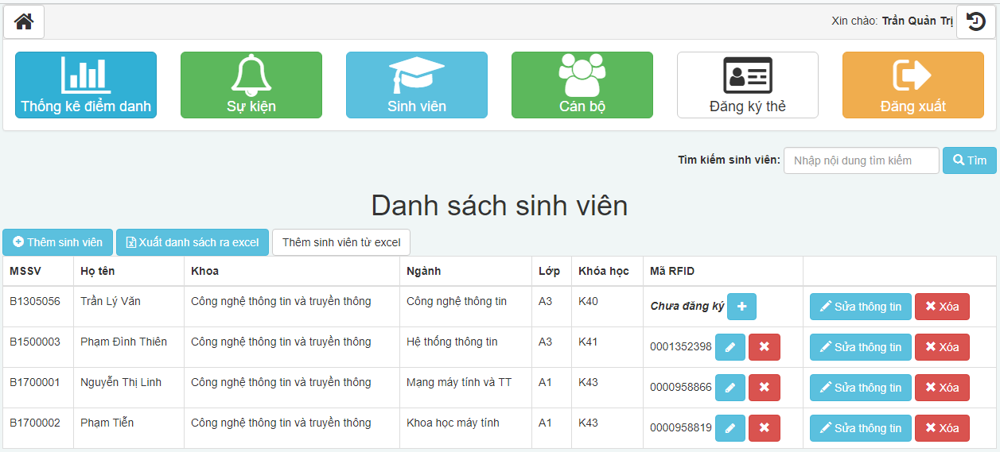 Xin chào: Trần Quản Trị
Thống kê điểm danh
Sự kiện
Sinh viên
Cán bộ
Đăng ký thẻ
Đăng xuất
Tìm kiếm sinh viên: Nhập nội dung tìm kiếm Tìm
Danh sách sinh viên
Thêm sinh viên Xuất danh sách ra excel Thêm sinh viên từ excel
MSSV Họ tên Khoa Ngành Lớp Khóa học Mã RFID
B1305056 Trần Lý Văn Công nghệ thông tin và truyền thông Công nghệ thông tin A3 K40 Chưa đăng ký Sửa thông tin Xóa
B1500003 Phạm Đình Thiên Công nghệ thông tin và truyền thông Hệ thống thông tin A3 K41 0001352398 Sửa thông tin Xóa
B1700001 Nguyễn Thị Linh Công nghệ thông tin và truyền thông Mạng máy tính và TT A1 K43 0000958866 Sửa thông tin Xóa
B1700002 Phạm Tiễn Công nghệ thông tin và truyền thông Khoa học máy tính A1 K43 0000958819 Sửa thông tin Xóa